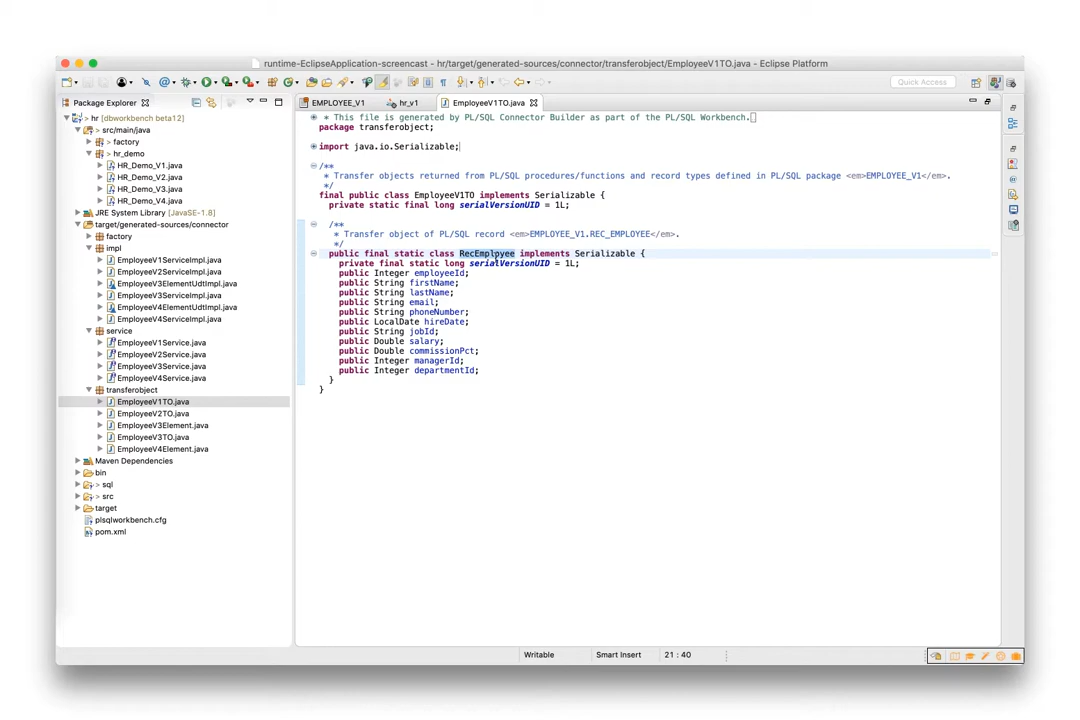 runtime-EclipseApplication-screencast - hr/target/generated-sources/connector/transferobject/EmployeeV1TO.java - Eclipse Platform
Quick Access
Package Explorer
hr [dbworkbench beta12]
src/main/java
factory
> hr_demo
HR_Demo_V1.java
HR_Demo_V2.java
HR_Demo_V3.java
HR_Demo_V4.java
JRE System Library [JavaSE-1.8]
target/generated-sources/connector
factory
impl
EmployeeV1ServiceImpl.java
EmployeeV2ServiceImpl.java
EmployeeV3ElementUdtImpl.java
EmployeeV3ServiceImpl.java
EmployeeV4ElementUdtImpl.java
EmployeeV4ServiceImpl.java
service
EmployeeV1Service.java
EmployeeV2Service.java
EmployeeV3Service.java
EmployeeV4Service.java
transferobject
EmployeeV1TO.java
EmployeeV2TO.java
EmployeeV3Element.java
EmployeeV3TO.java
EmployeeV4Element.java
Maven Dependencies
bin
> sql
> src
target
plsqlworkbench.cfg
pom.xml
EMPLOYEE_V1 hr_v1 EmployeeV1TO.java
* This file is generated by PL/SQL Connector Builder as part of the PL/SQL Workbench.
package transferobject;
import java.io.Serializable;
/**
* Transfer objects returned from PL/SQL procedures/functions and record types defined in PL/SQL package <em>EMPLOYEE_V1</em>.
*/
final public class EmployeeV1TO implements Serializable {
private static final long serialVersionUID = 1L;
/**
* Transfer object of PL/SQL record <em>EMPLOYEE_V1.REC_EMPLOYEE</em>.
*/
public final static class RecEmployee implements Serializable {
private final static long serialVersionUID = 1L;
public Integer employeeId;
public String firstName;
public String lastName;
public String email;
public String phoneNumber;
public LocalDate hireDate;
public String jobId;
public Double salary;
public Double commissionPct;
public Integer managerId;
public Integer departmentId;
}
}
Writable Smart Insert 21 : 40